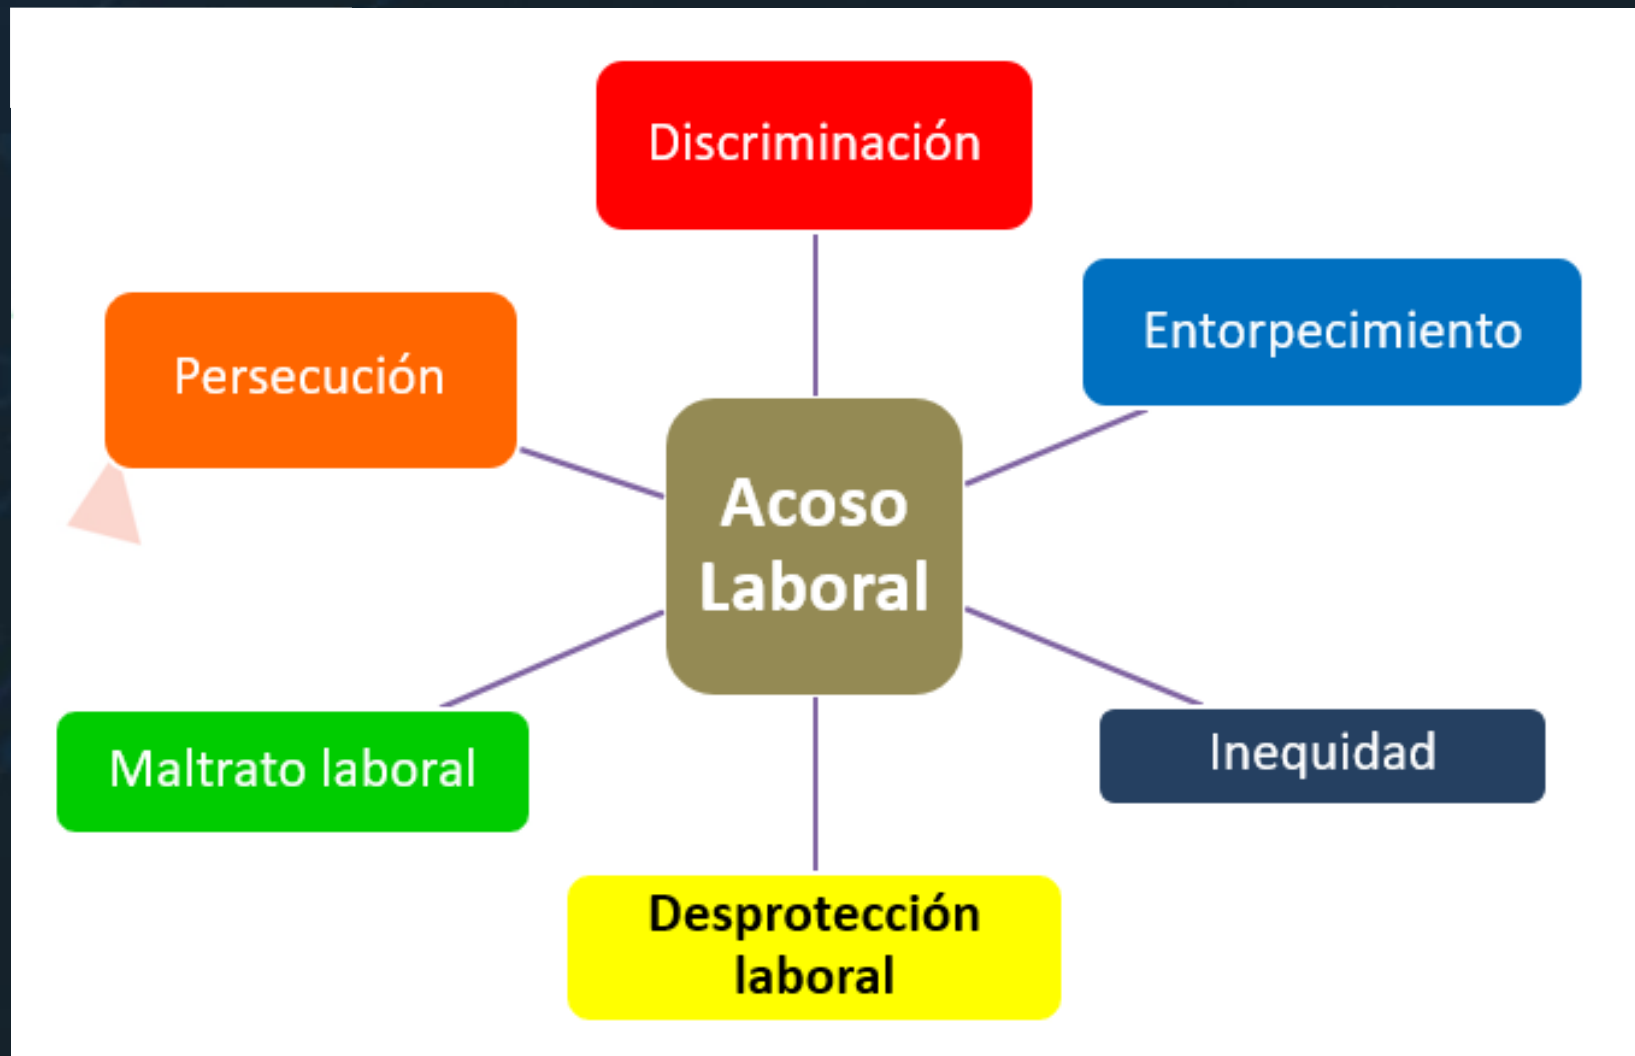 Discriminación
Entorpecimiento
Persecución
Acoso
Laboral
Inequidad
Maltrato laboral
Desprotección
laboral